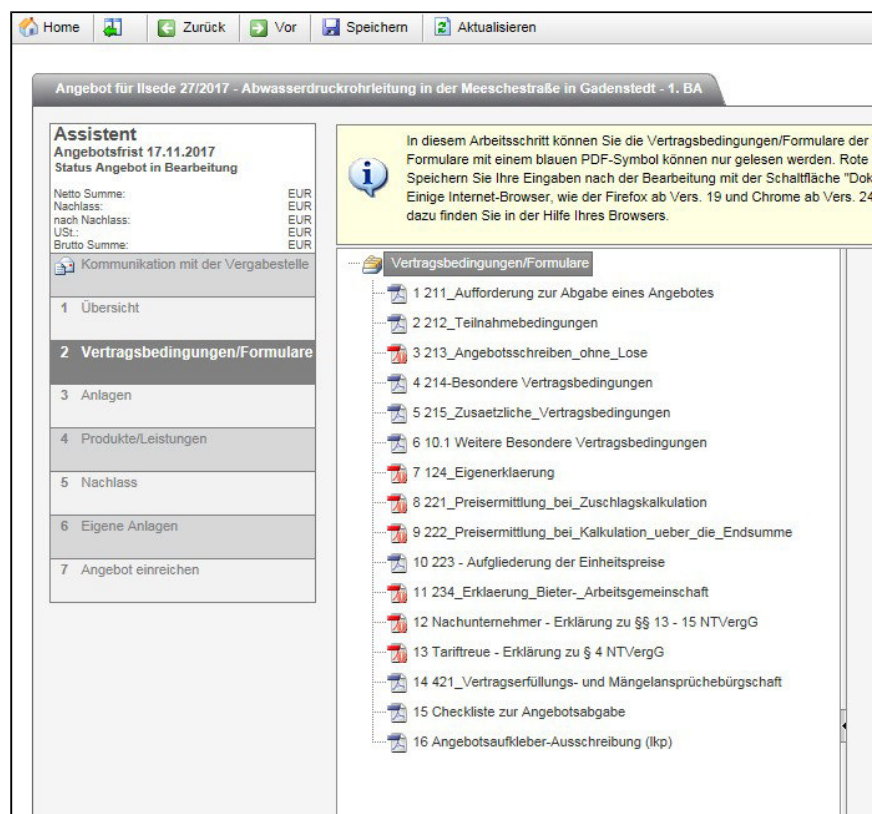 Home
Zurück
Vor
Speichern
Aktualisieren
Angebot für Ilsede 27/2017 - Abwasserdruckrohrleitung in der Meeschestraße in Gadenstedt - 1. BA
Assistent
Angebotsfrist 17.11.2017
Status Angebot in Bearbeitung
Netto Summe: EUR
Nachlass: EUR
nach Nachlass: EUR
USt.: EUR
Brutto Summe: EUR
Kommunikation mit der Vergabestelle
1 Übersicht
2 Vertragsbedingungen/Formulare
3 Anlagen
4 Produkte/Leistungen
5 Nachlass
6 Eigene Anlagen
7 Angebot einreichen
In diesem Arbeitsschritt können Sie die Vertragsbedingungen/Formulare der
Formulare mit einem blauen PDF-Symbol können nur gelesen werden. Rote
Speichern Sie Ihre Eingaben nach der Bearbeitung mit der Schaltfläche "Dok
Einige Internet-Browser, wie der Firefox ab Vers. 19 und Chrome ab Vers. 24
dazu finden Sie in der Hilfe Ihres Browsers.
Vertragsbedingungen/Formulare
1 211_Aufforderung zur Abgabe eines Angebotes
2 212_Teilnahmebedingungen
3 213_Angebotsschreiben_ohne_Lose
4 214-Besondere Vertragsbedingungen
5 215_Zusaetzliche_Vertragsbedingungen
6 10.1 Weitere Besondere Vertragsbedingungen
7 124_Eigenerklaerung
8 221_Preisermittlung_bei_Zuschlagskalkulation
9 222_Preisermittlung_bei_Kalkulation_ueber_die_Endsumme
10 223 - Aufgliederung der Einheitspreise
11 234_Erklaerung_Bieter-_Arbeitsgemeinschaft
12 Nachunternehmer - Erklärung zu §§ 13 - 15 NTVergG
13 Tariftreue - Erklärung zu § 4 NTVergG
14 421_Vertragserfüllungs- und Mängelansprüchebürgschaft
15 Checkliste zur Angebotsabgabe
16 Angebotsaufkleber-Ausschreibung (lkp)